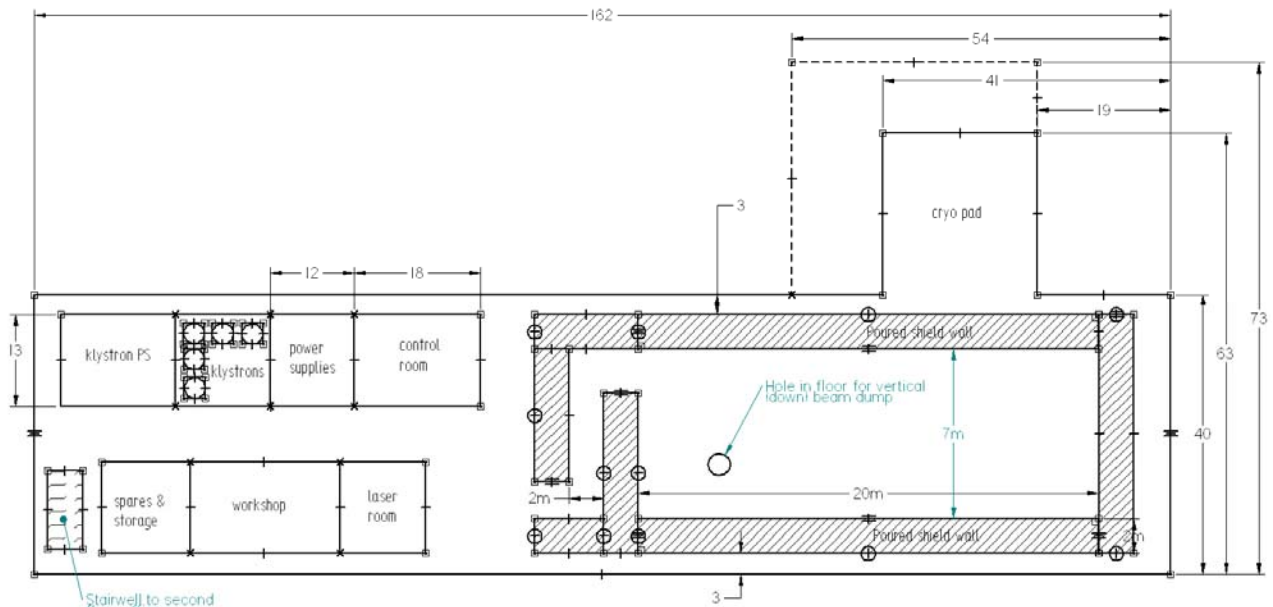 162
54
41
19
3
cryo pad
12
18
13
klystron PS
klystrons
power
supplies
control
room
Poured shield wall
Hole in floor for vertical
(down) beam dump
7m
73
63
40
spares &
storage
workshop
laser
room
2m
20m
Poured shield wall
2m
3
Stairwell to second